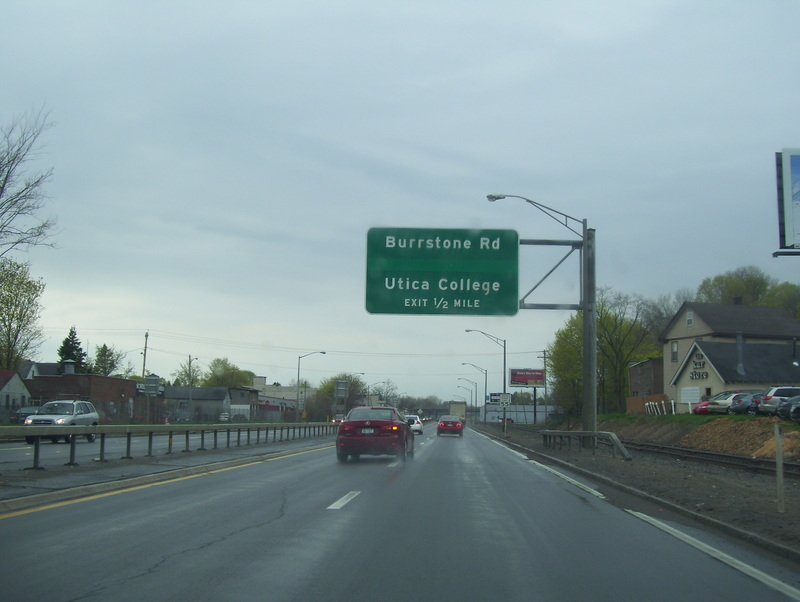 Burrstone Rd
Utica College
EXIT 1/2 MILE